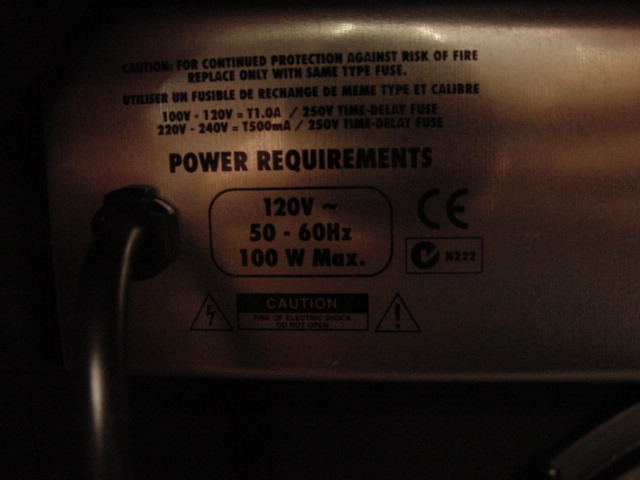 CAUTION: FOR CONTINUED PROTECTION AGAINST RISK OF FIRE
REPLACE ONLY WITH SAME TYPE FUSE.
UTILISER UN FUSIBLE DE RECHANGE DE MEME TYPE ET CALIBRE
100V - 120V = T1.0A / 250V TIME-DELAY FUSE
220V - 240V = T500mA / 250V TIME-DELAY FUSE
POWER REQUIREMENTS
120V ~
50 - 60Hz
100 W Max.
CE
N222
CAUTION
RISK OF ELECTRIC SHOCK
DO NOT OPEN